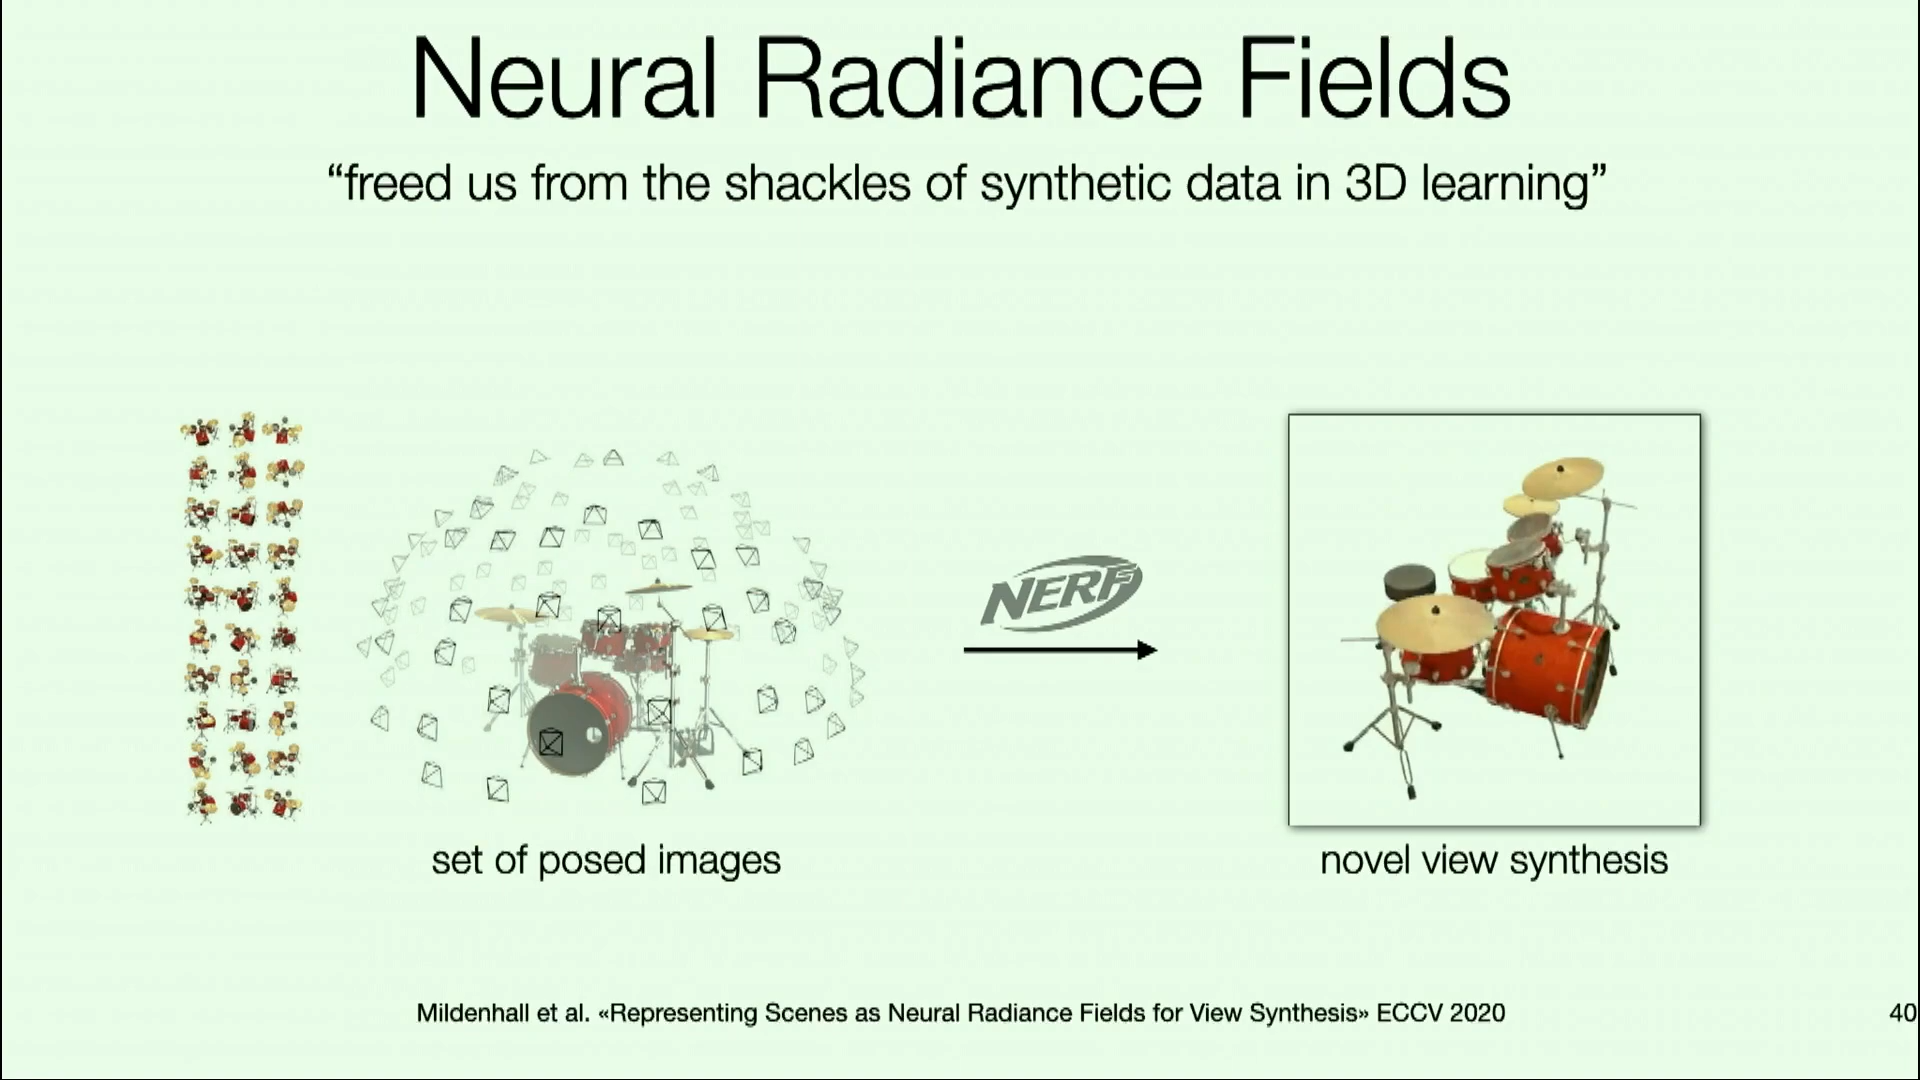 Neural Radiance Fields
“freed us from the shackles of synthetic data in 3D learning”
NERF
set of posed images
novel view synthesis
Mildenhall et al. «Representing Scenes as Neural Radiance Fields for View Synthesis» ECCV 2020
40